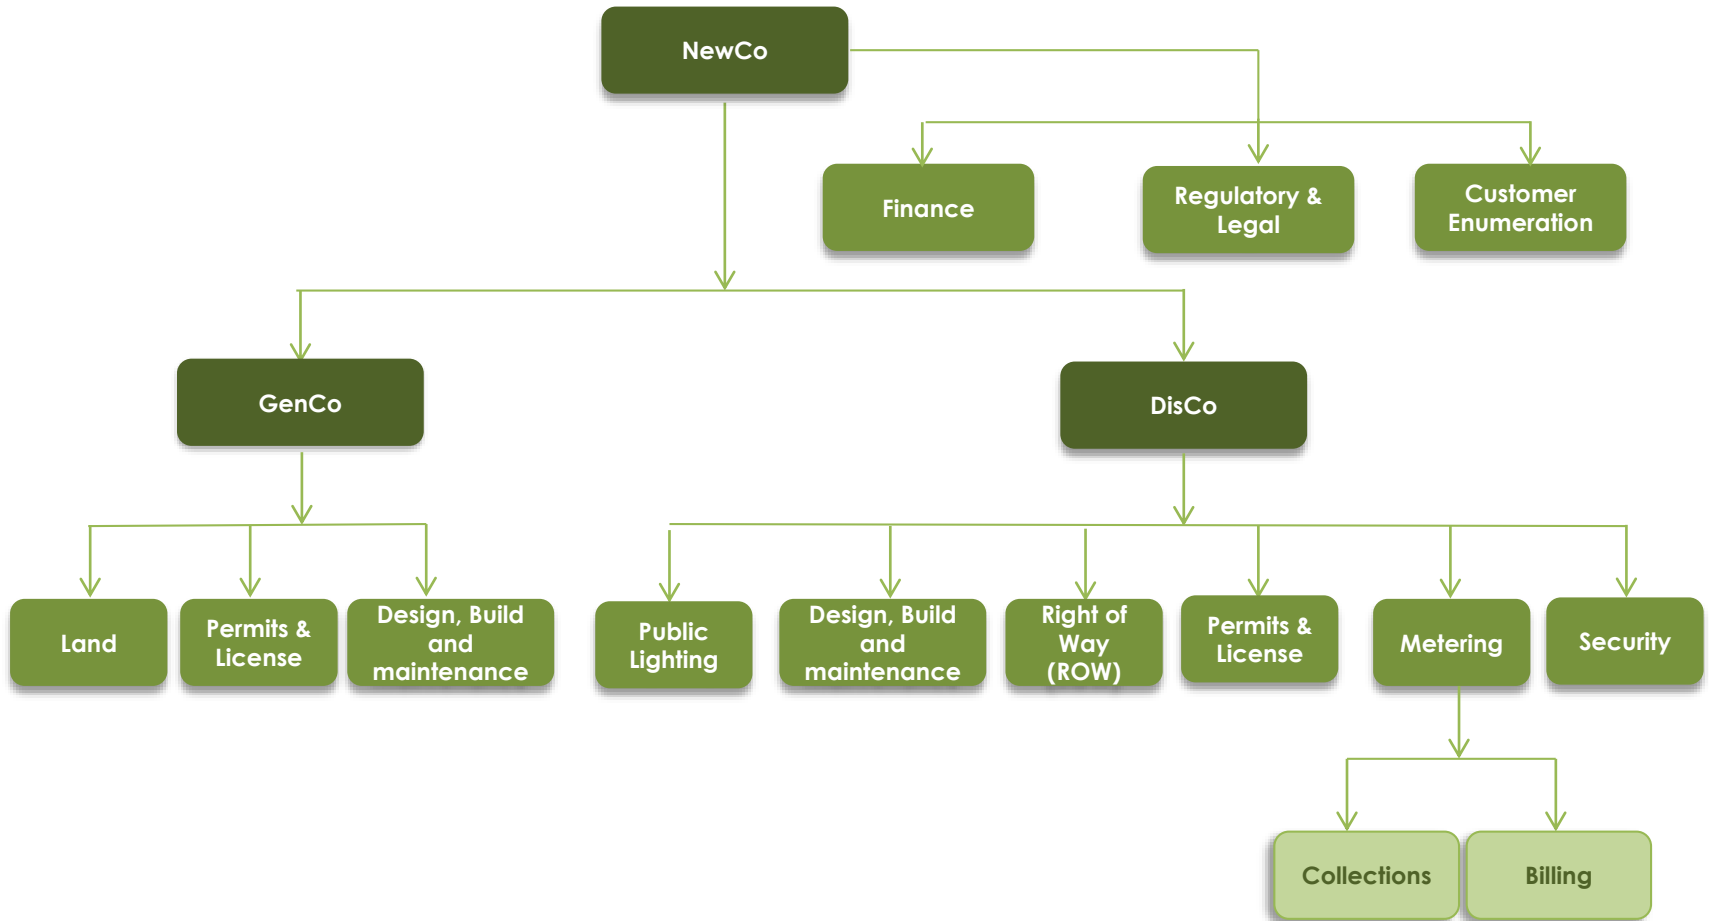 NewCo
Finance
Regulatory &
Legal
Customer
Enumeration
GenCo
DisCo
Land
Permits &
License
Design, Build
and
maintenance
Public
Lighting
Design, Build
and
maintenance
Right of
Way
(ROW)
Permits &
License
Metering
Security
Collections
Billing